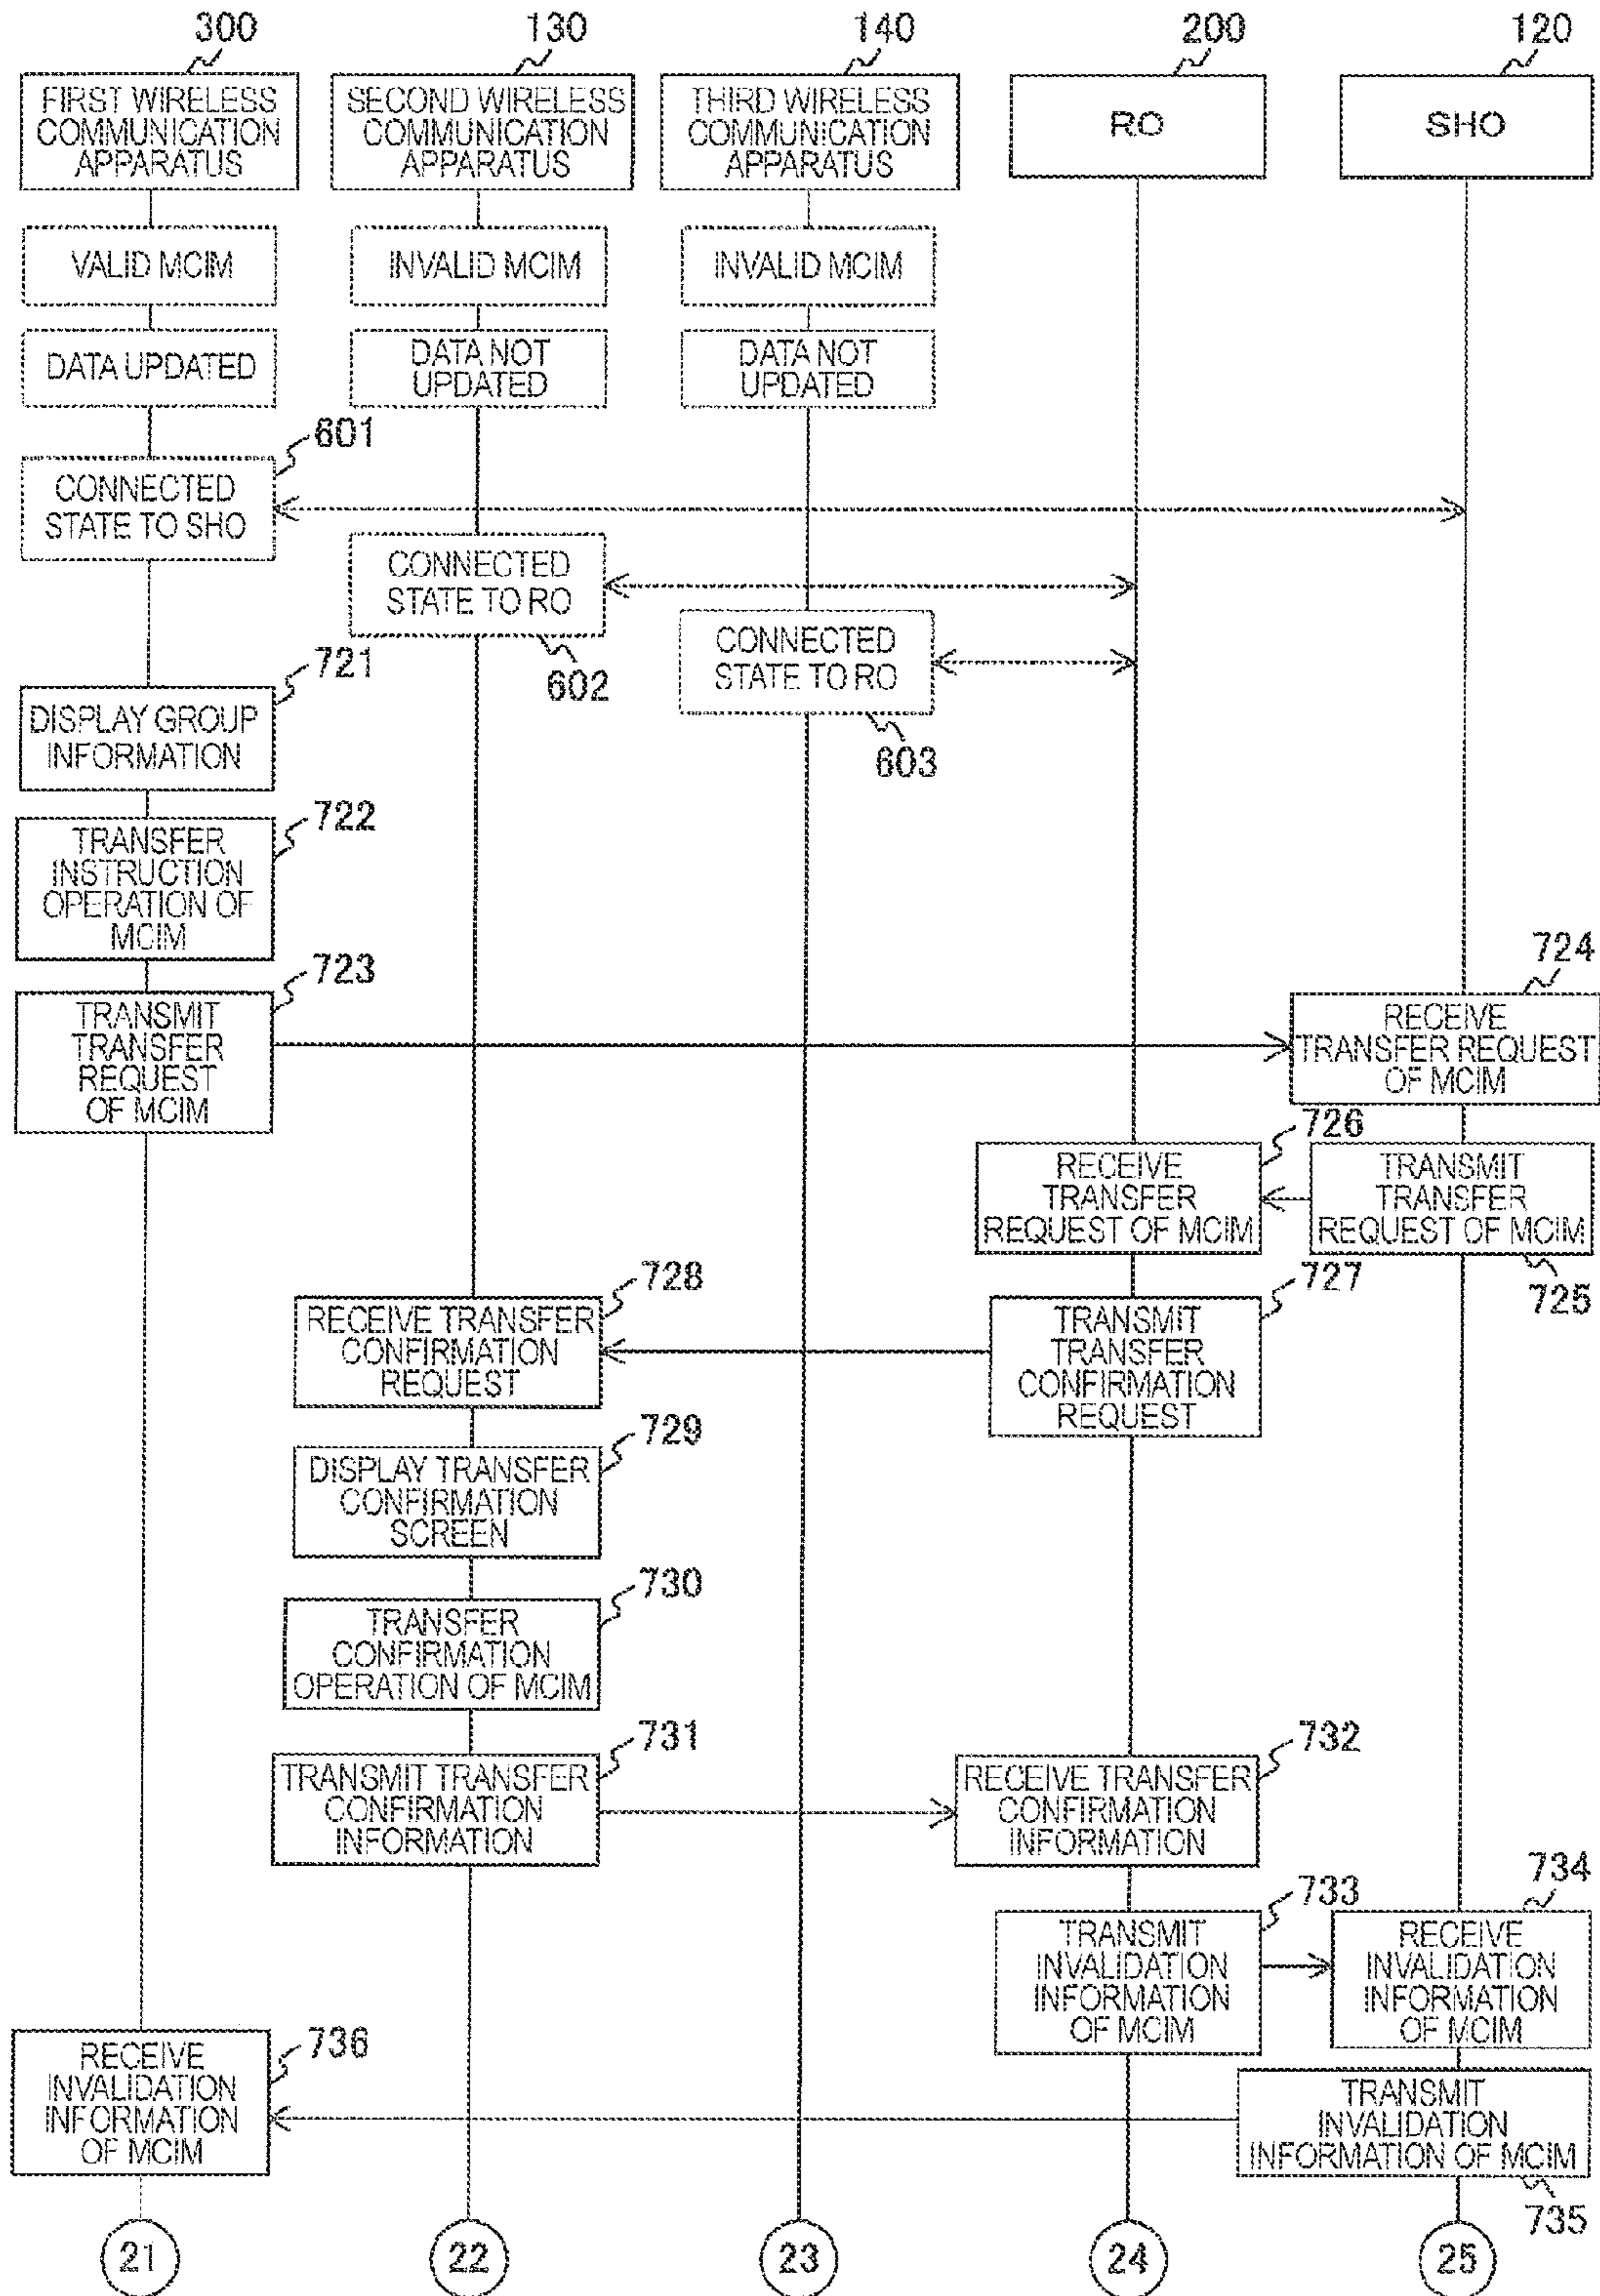 300
130
140
200
120
FIRST WIRELESS
COMMUNICATION
APPARATUS
SECOND WIRELESS
COMMUNICATION
APPARATUS
THIRD WIRELESS
COMMUNICATION
APPARATUS
RO
SHO
VALID MCIM
INVALID MCIM
INVALID MCIM
DATA UPDATED
DATA NOT
UPDATED
DATA NOT
UPDATED
601
CONNECTED
STATE TO SHO
CONNECTED
STATE TO RO
602
CONNECTED
STATE TO RO
603
721
DISPLAY GROUP
INFORMATION
722
TRANSFER
INSTRUCTION
OPERATION OF
MCIM
723
TRANSMIT
TRANSFER
REQUEST
OF MCIM
724
RECEIVE
TRANSFER REQUEST
OF MCIM
726
RECEIVE
TRANSFER
REQUEST OF MCIM
TRANSMIT
TRANSFER
REQUEST OF MCIM
725
728
RECEIVE TRANSFER
CONFIRMATION
REQUEST
727
TRANSMIT
TRANSFER
CONFIRMATION
REQUEST
729
DISPLAY TRANSFER
CONFIRMATION
SCREEN
730
TRANSFER
CONFIRMATION
OPERATION OF MCIM
731
TRANSMIT TRANSFER
CONFIRMATION
INFORMATION
732
RECEIVE TRANSFER
CONFIRMATION
INFORMATION
733
TRANSMIT
INVALIDATION
INFORMATION
OF MCIM
734
RECEIVE
INVALIDATION
INFORMATION
OF MCIM
736
RECEIVE
INVALIDATION
INFORMATION
OF MCIM
TRANSMIT
INVALIDATION
INFORMATION OF MCIM
735
21
22
23
24
25